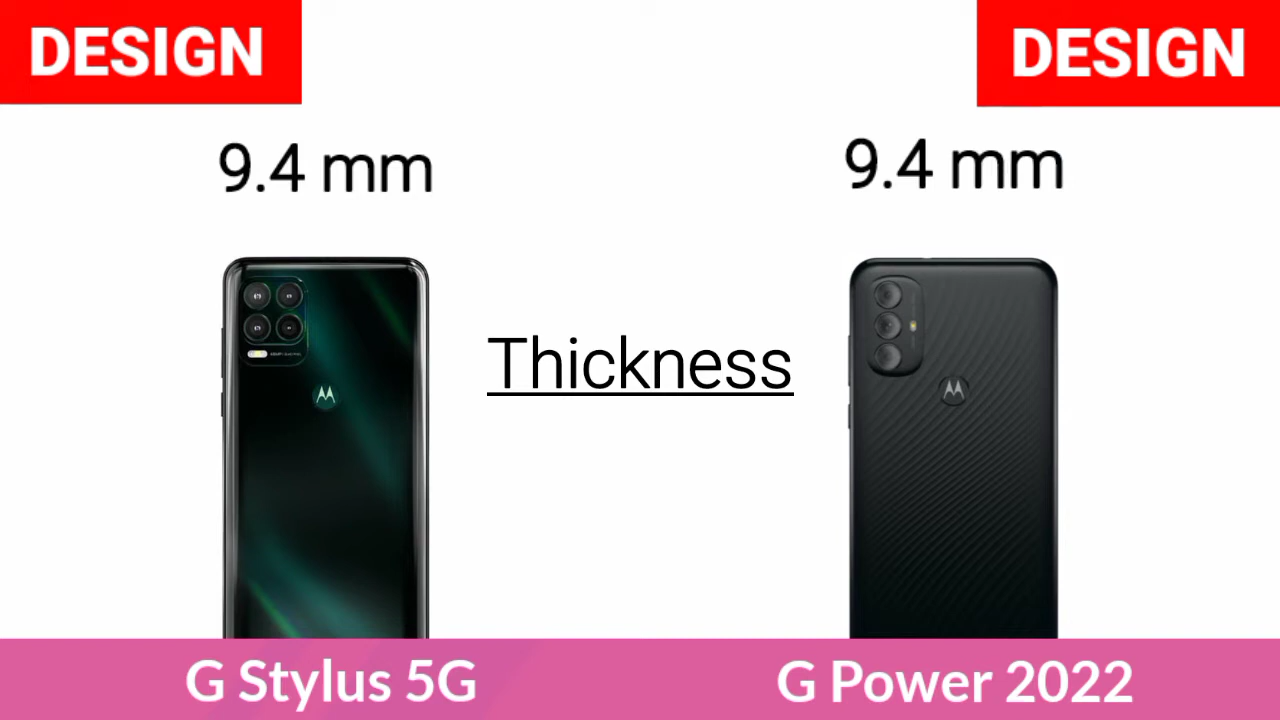 DESIGN
DESIGN
9.4 mm
9.4 mm
Thickness
G Stylus 5G
G Power 2022